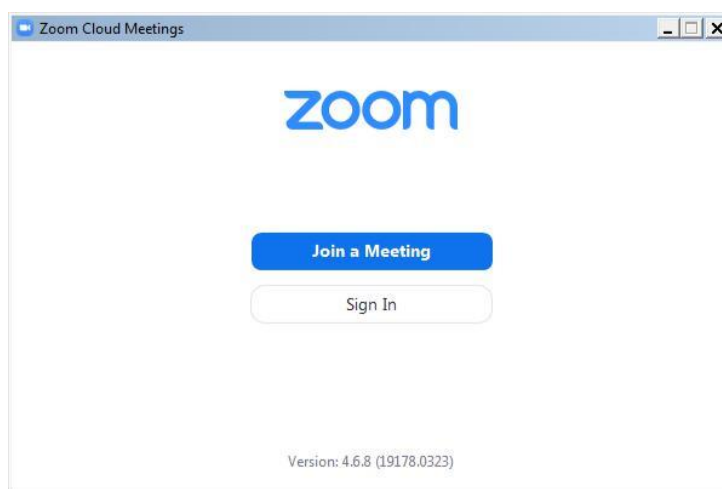 Zoom Cloud Meetings
zoom
Join a Meeting
Sign In
Version: 4.6.8 (19178.0323)